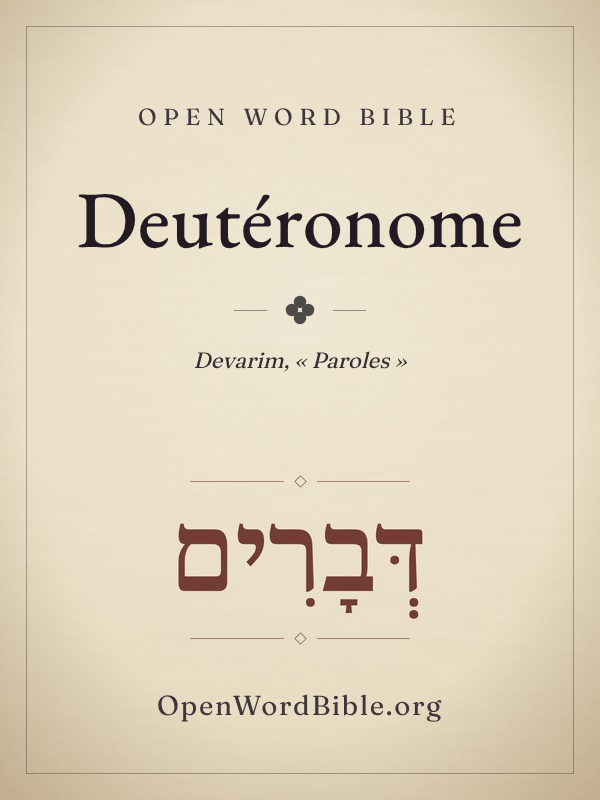 OPEN WORD BIBLE
Deutéronome
Devarim, « Paroles »
דְּבָרִים
OpenWordBible.org